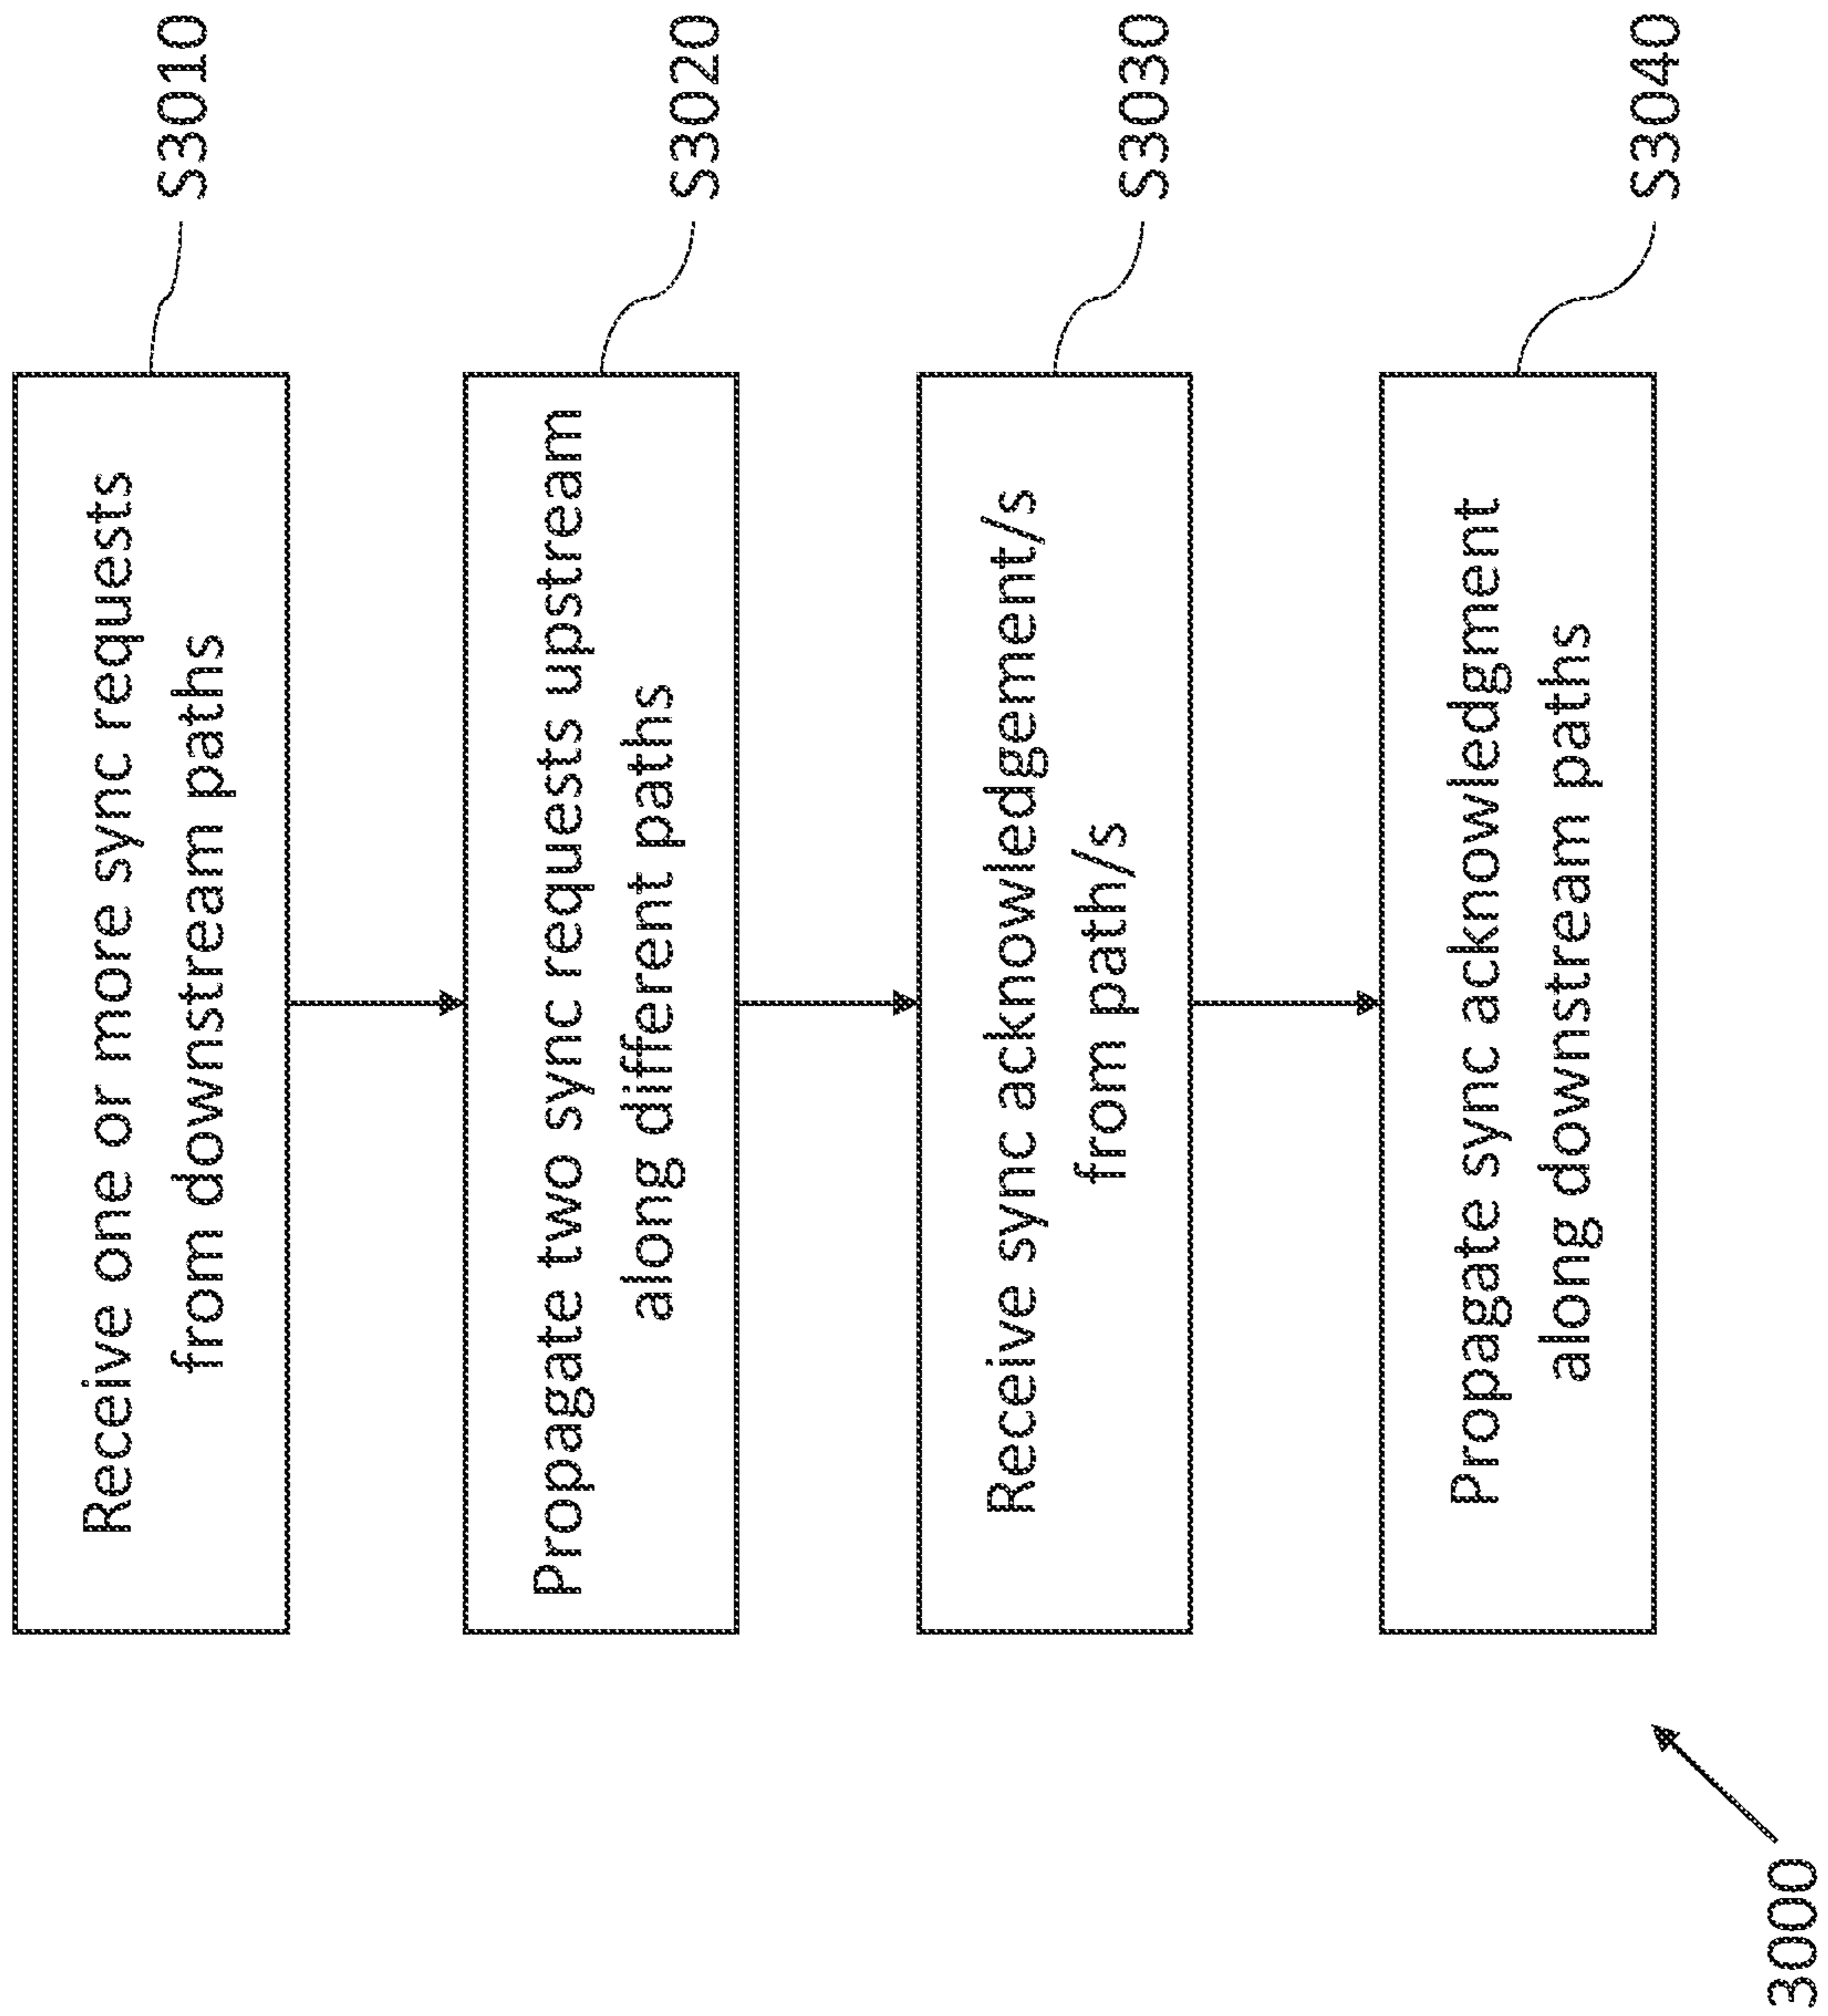 Receive one or more sync requests
from downstream paths
S3010
Propagate two sync requests upstream
along different paths
S3020
Receive sync acknowledgement/s
from path/s
S3030
Propagate sync acknowledgment
along downstream paths
S3040
3000